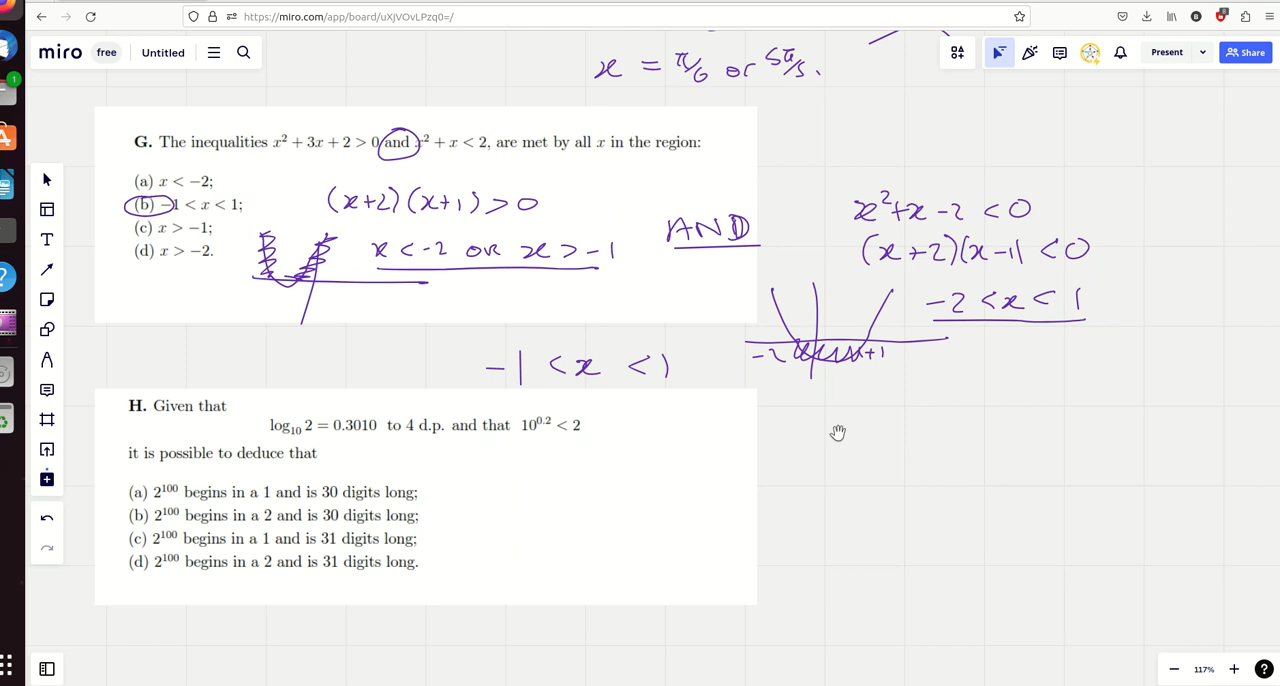 https://miro.com/app/board/uXjVOvLPzq0=/
miro free Untitled
Present
Share
x = π/6 or 5π/3.
G. The inequalities x² + 3x + 2 > 0 and x² + x < 2, are met by all x in the region:
(a) x < −2;
(b) −1 < x < 1;
(c) x > −1;
(d) x > −2.
(x+2)(x+1) > 0
x < -2 OR x > -1
AND
x²+x-2 < 0
(x+2)(x-1) < 0
-2 < x < 1
-2
+1
-1 < x < 1
H. Given that
log₁₀ 2 = 0.3010 to 4 d.p. and that 10⁰·² < 2
it is possible to deduce that
(a) 2¹⁰⁰ begins in a 1 and is 30 digits long;
(b) 2¹⁰⁰ begins in a 2 and is 30 digits long;
(c) 2¹⁰⁰ begins in a 1 and is 31 digits long;
(d) 2¹⁰⁰ begins in a 2 and is 31 digits long.
117%